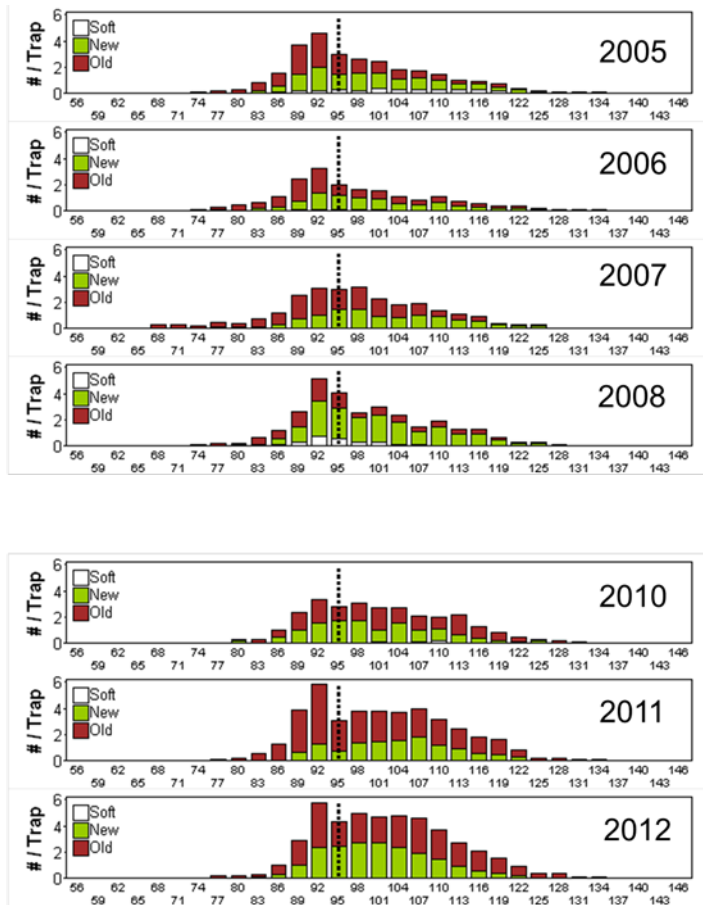 6
Soft
2005
New
4
Old
2
0
# / Trap
56 62 68 74 80 86 92 98 104 110 116 122 128 134 140 146
59 65 71 77 83 89 95 101 107 113 119 125 131 137 143
6
Soft
2006
New
4
Old
2
0
# / Trap
56 62 68 74 80 86 92 98 104 110 116 122 128 134 140 146
59 65 71 77 83 89 95 101 107 113 119 125 131 137 143
6
Soft
2007
New
4
Old
2
0
# / Trap
56 62 68 74 80 86 92 98 104 110 116 122 128 134 140 146
59 65 71 77 83 89 95 101 107 113 119 125 131 137 143
6
Soft
2008
New
4
Old
2
0
# / Trap
56 62 68 74 80 86 92 98 104 110 116 122 128 134 140 146
59 65 71 77 83 89 95 101 107 113 119 125 131 137 143
6
Soft
2010
New
4
Old
2
0
# / Trap
56 62 68 74 80 86 92 98 104 110 116 122 128 134 140 146
59 65 71 77 83 89 95 101 107 113 119 125 131 137 143
6
Soft
2011
New
4
Old
2
0
# / Trap
56 62 68 74 80 86 92 98 104 110 116 122 128 134 140 146
59 65 71 77 83 89 95 101 107 113 119 125 131 137 143
6
Soft
2012
New
4
Old
2
0
# / Trap
56 62 68 74 80 86 92 98 104 110 116 122 128 134 140 146
59 65 71 77 83 89 95 101 107 113 119 125 131 137 143